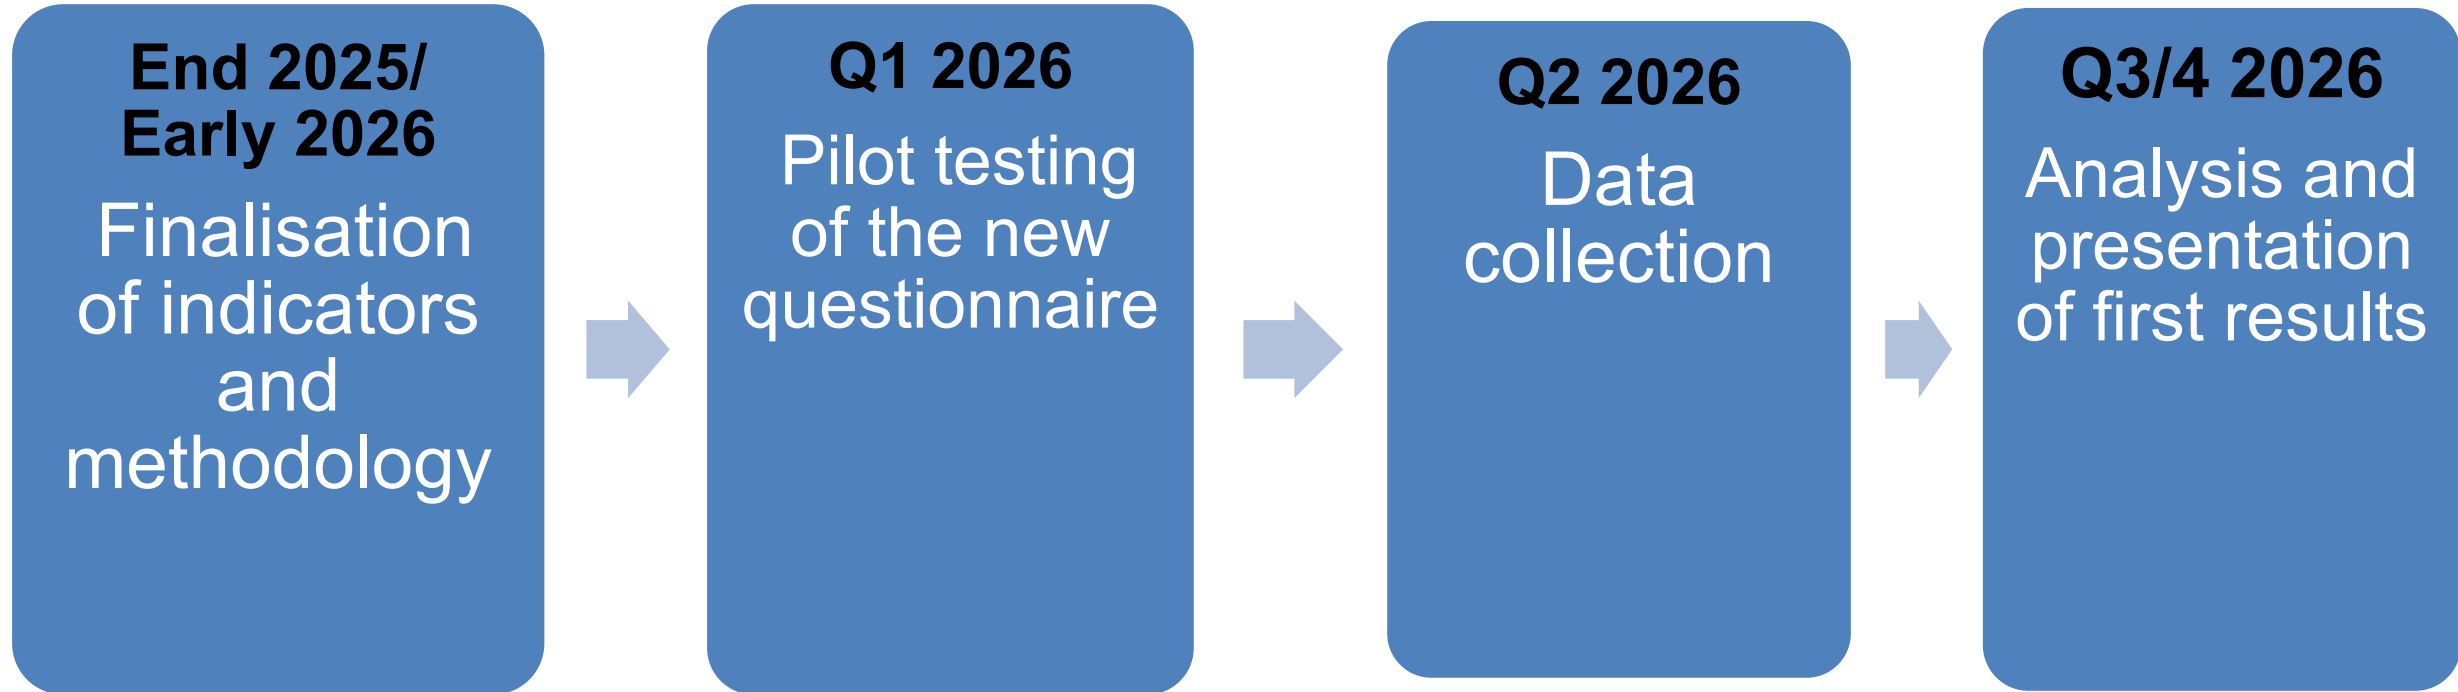 End 2025/
Early 2026
Finalisation
of indicators
and
methodology
Q1 2026
Pilot testing
of the new
questionnaire
Q2 2026
Data
collection
Q3/4 2026
Analysis and
presentation
of first results